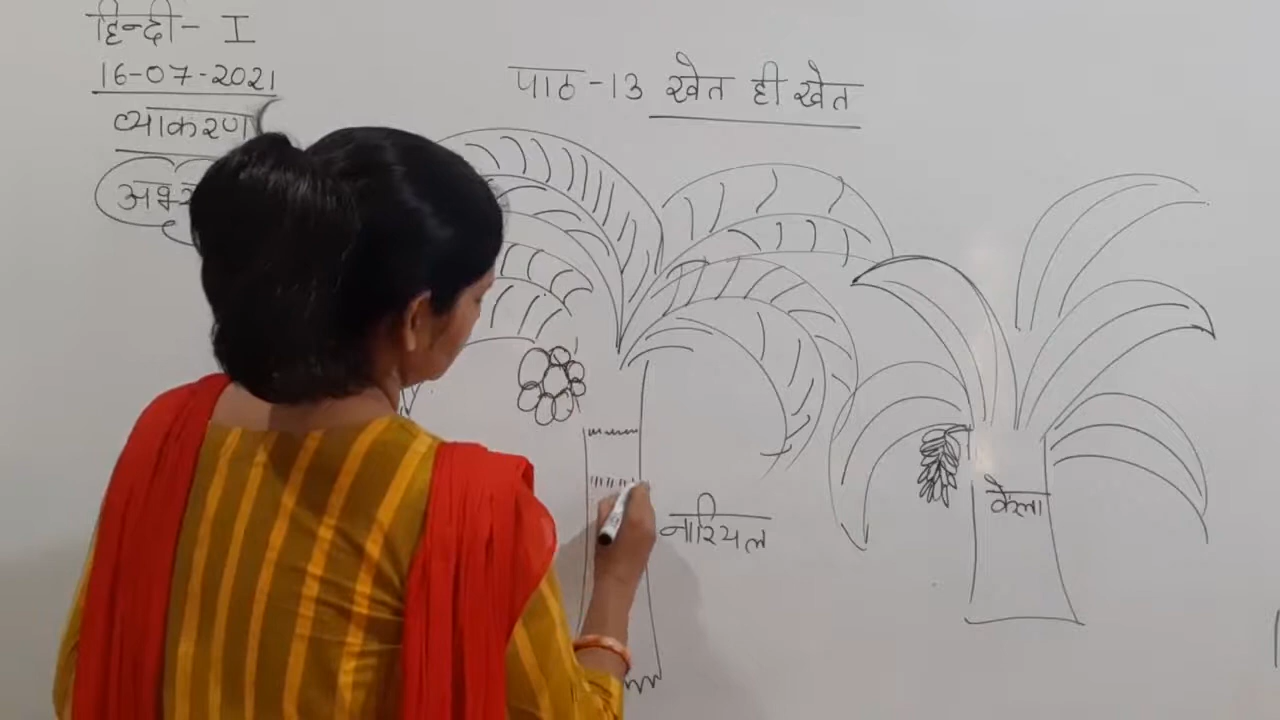 हिन्दी - I
16-07-2021
व्याकरण
पाठ -13 खेत ही खेत
नारियल
केला